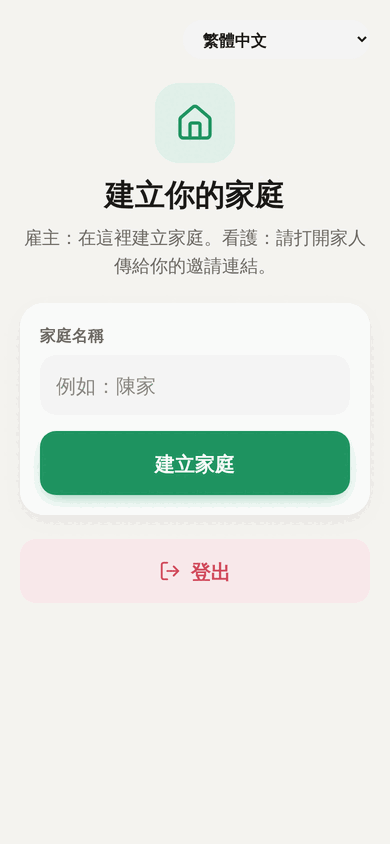 繁體中文
建立你的家庭
雇主：在這裡建立家庭。看護：請打開家人
傳給你的邀請連結。
家庭名稱
例如：陳家
建立家庭
登出